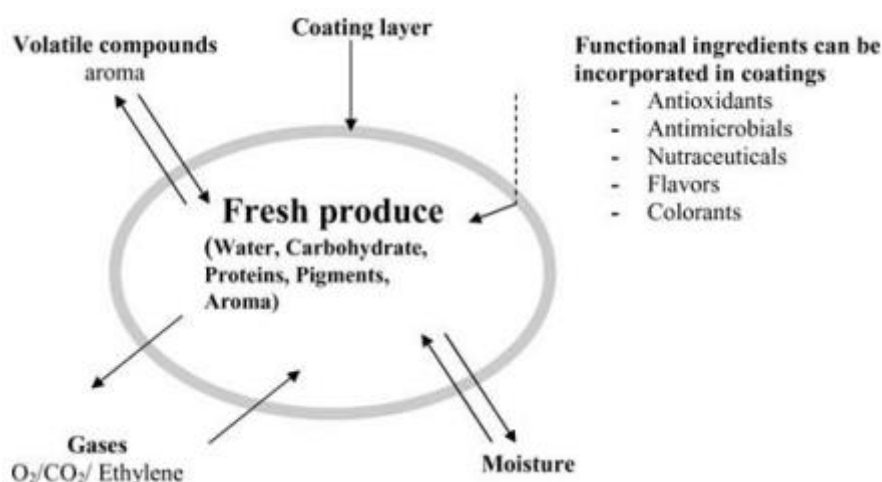 Coating layer
Volatile compounds
aroma
Functional ingredients can be
incorporated in coatings
- Antioxidants
- Antimicrobials
- Nutraceuticals
- Flavors
- Colorants
Fresh produce
(Water, Carbohydrate,
Proteins, Pigments,
Aroma)
Gases
O₂/CO₂/ Ethylene
Moisture